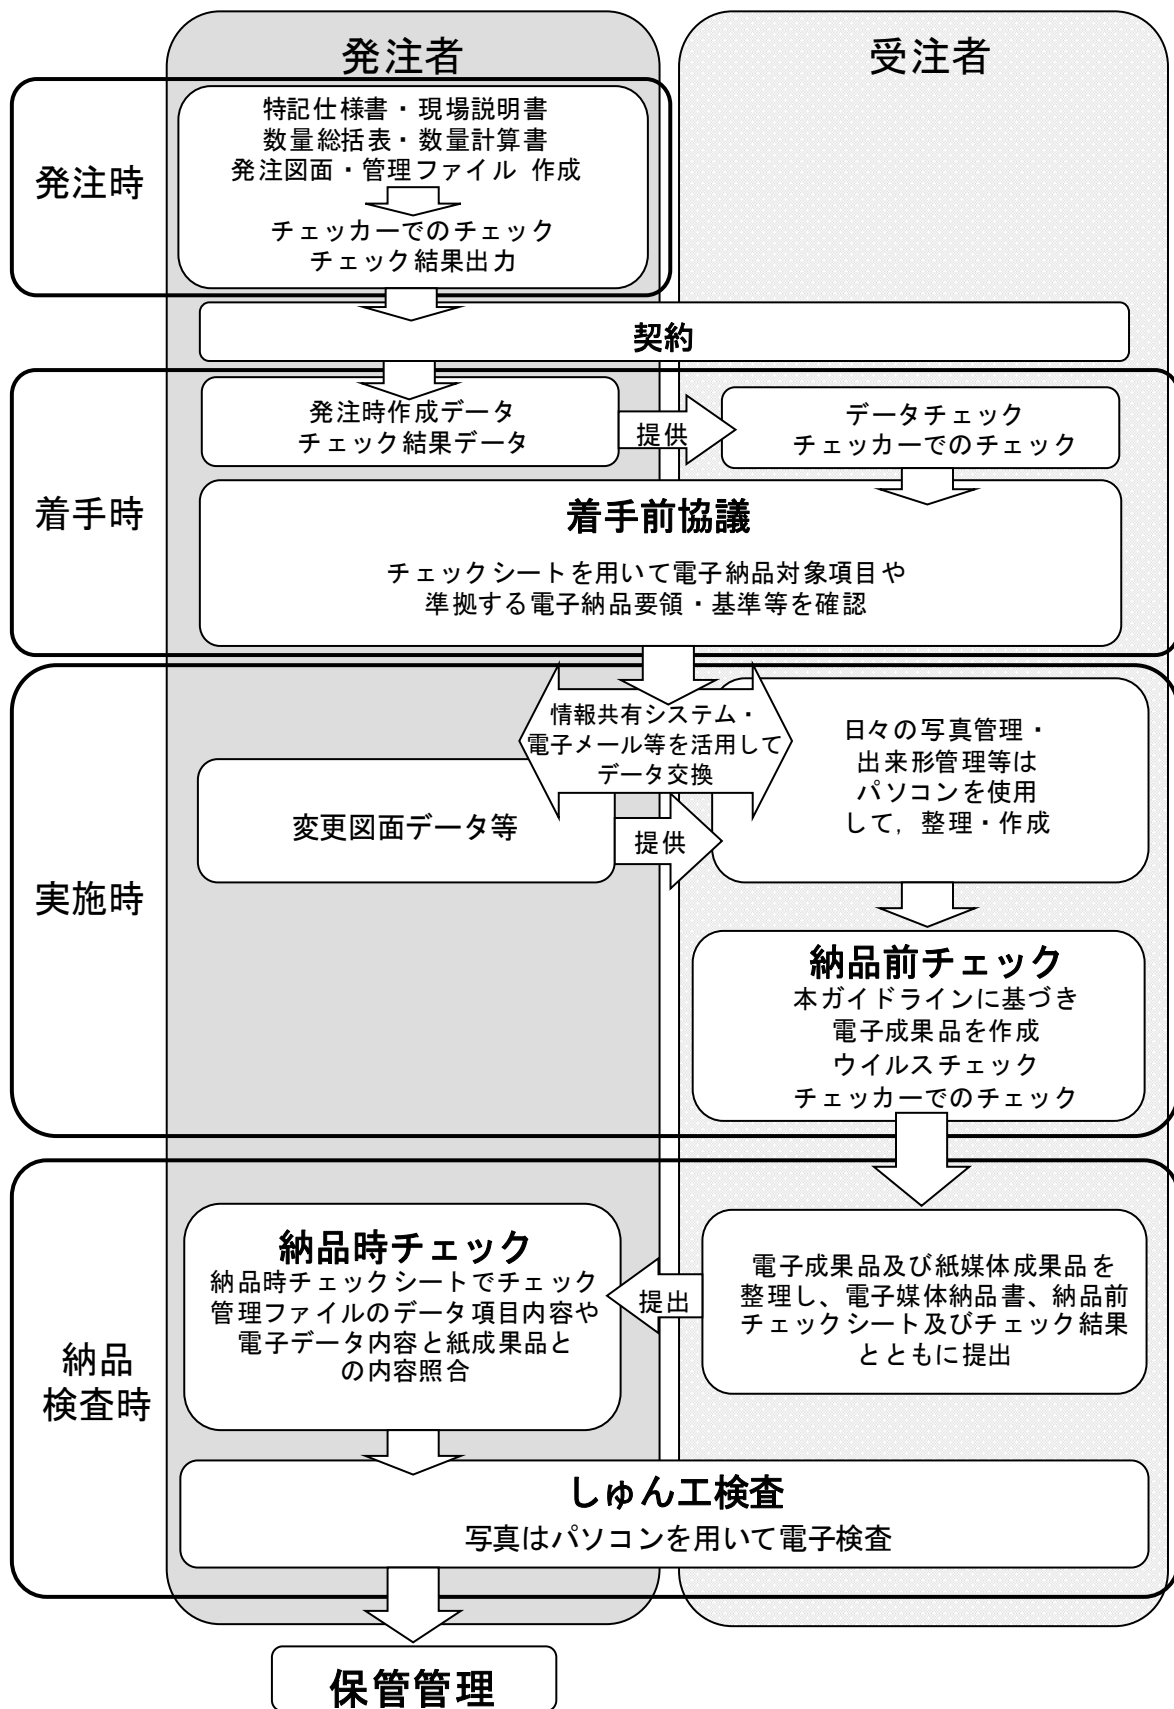 発注者
受注者
発注時
特記仕様書・現場説明書
数量総括表・数量計算書
発注図面・管理ファイル 作成
チェッカーでのチェック
チェック結果出力
契約
着手時
発注時作成データ
チェック結果データ
提供
データチェック
チェッカーでのチェック
着手前協議
チェックシートを用いて電子納品対象項目や
準拠する電子納品要領・基準等を確認
実施時
情報共有システム・
電子メール等を活用して
データ交換
変更図面データ等
提供
日々の写真管理・
出来形管理等は
パソコンを使用
して，整理・作成
納品前チェック
本ガイドラインに基づき
電子成果品を作成
ウイルスチェック
チェッカーでのチェック
納品
検査時
納品時チェック
納品時チェックシートでチェック
管理ファイルのデータ項目内容や
電子データ内容と紙成果品と
の内容照合
提出
電子成果品及び紙媒体成果品を
整理し、電子媒体納品書、納品前
チェックシート及びチェック結果
とともに提出
しゅん工検査
写真はパソコンを用いて電子検査
保管管理